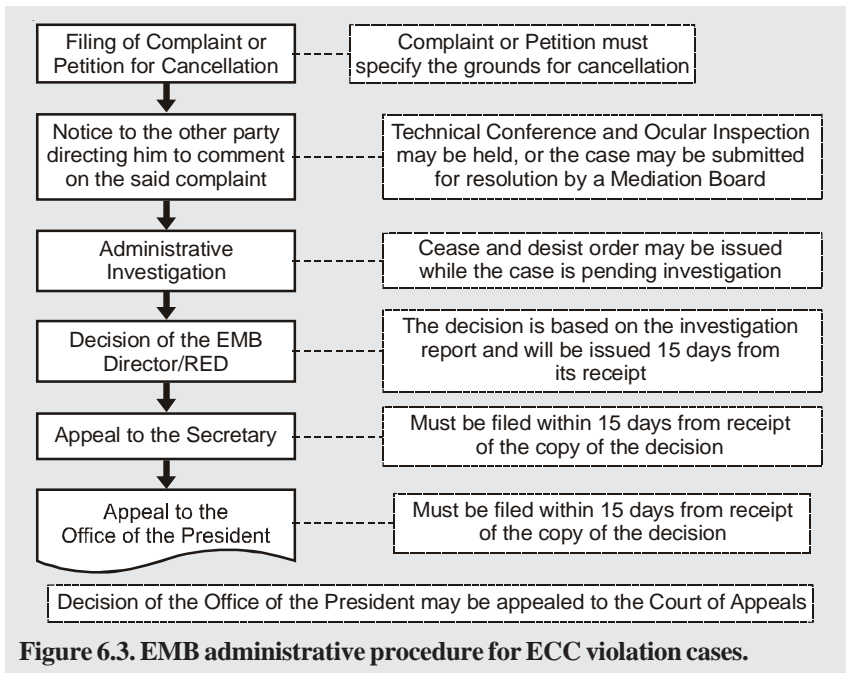 Filing of Complaint or
Petition for Cancellation
Complaint or Petition must
specify the grounds for cancellation
Notice to the other party
directing him to comment
on the said complaint
Technical Conference and Ocular Inspection
may be held, or the case may be submitted
for resolution by a Mediation Board
Administrative
Investigation
Cease and desist order may be issued
while the case is pending investigation
Decision of the EMB
Director/RED
The decision is based on the investigation
report and will be issued 15 days from
its receipt
Appeal to the Secretary
Must be filed within 15 days from receipt
of the copy of the decision
Appeal to the
Office of the President
Must be filed within 15 days from receipt
of the copy of the decision
Decision of the Office of the President may be appealed to the Court of Appeals
Figure 6.3. EMB administrative procedure for ECC violation cases.